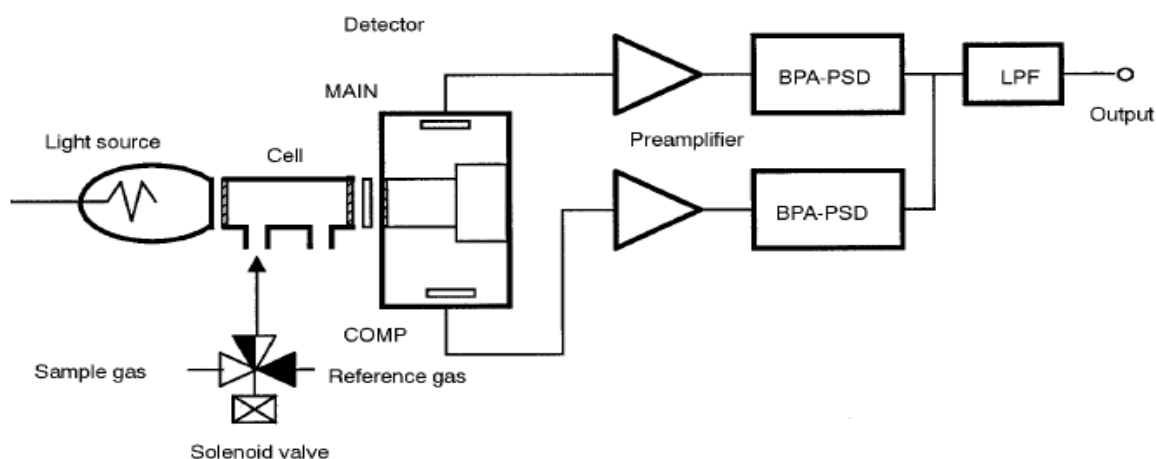 Detector
MAIN
BPA-PSD
LPF
Output
Light source
Cell
Preamplifier
BPA-PSD
COMP
Sample gas
Reference gas
Solenoid valve